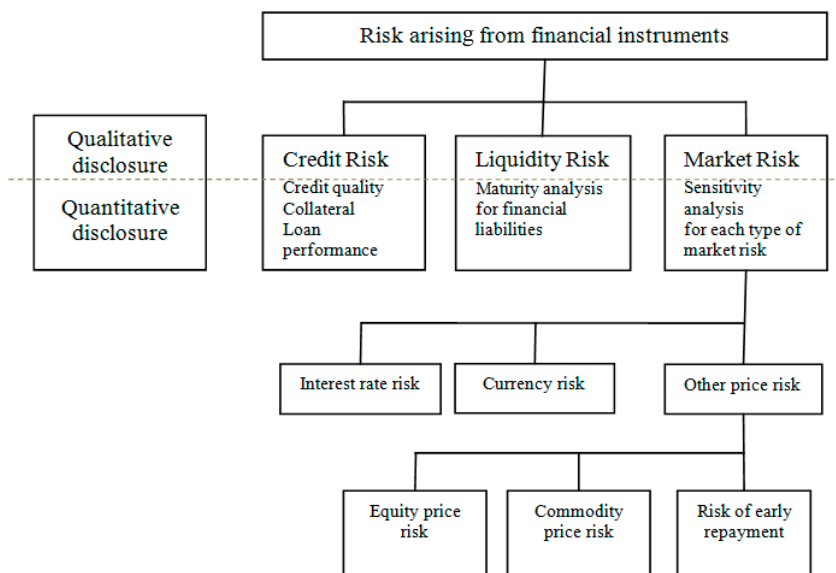 Risk arising from financial instruments
Qualitative
disclosure
Quantitative
disclosure
Credit Risk
Credit quality
Collateral
Loan
performance
Liquidity Risk
Maturity analysis
for financial
liabilities
Market Risk
Sensitivity
analysis
for each type of
market risk
Interest rate risk
Currency risk
Other price risk
Equity price
risk
Commodity
price risk
Risk of early
repayment